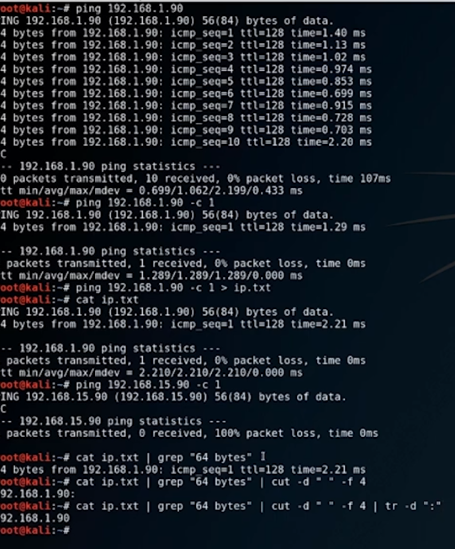 oot@kali:~# ping 192.168.1.90
ING 192.168.1.90 (192.168.1.90) 56(84) bytes of data.
4 bytes from 192.168.1.90: icmp_seq=1 ttl=128 time=1.40 ms
4 bytes from 192.168.1.90: icmp_seq=2 ttl=128 time=1.13 ms
4 bytes from 192.168.1.90: icmp_seq=3 ttl=128 time=1.02 ms
4 bytes from 192.168.1.90: icmp_seq=4 ttl=128 time=0.974 ms
4 bytes from 192.168.1.90: icmp_seq=5 ttl=128 time=0.853 ms
4 bytes from 192.168.1.90: icmp_seq=6 ttl=128 time=0.699 ms
4 bytes from 192.168.1.90: icmp_seq=7 ttl=128 time=0.915 ms
4 bytes from 192.168.1.90: icmp_seq=8 ttl=128 time=0.728 ms
4 bytes from 192.168.1.90: icmp_seq=9 ttl=128 time=0.703 ms
4 bytes from 192.168.1.90: icmp_seq=10 ttl=128 time=2.20 ms
C
-- 192.168.1.90 ping statistics ---
0 packets transmitted, 10 received, 0% packet loss, time 107ms
tt min/avg/max/mdev = 0.699/1.062/2.199/0.433 ms
oot@kali:~# ping 192.168.1.90 -c 1
ING 192.168.1.90 (192.168.1.90) 56(84) bytes of data.
4 bytes from 192.168.1.90: icmp_seq=1 ttl=128 time=1.29 ms
-- 192.168.1.90 ping statistics ---
packets transmitted, 1 received, 0% packet loss, time 0ms
tt min/avg/max/mdev = 1.289/1.289/1.289/0.000 ms
oot@kali:~# ping 192.168.1.90 -c 1 > ip.txt
oot@kali:~# cat ip.txt
ING 192.168.1.90 (192.168.1.90) 56(84) bytes of data.
4 bytes from 192.168.1.90: icmp_seq=1 ttl=128 time=2.21 ms
-- 192.168.1.90 ping statistics ---
packets transmitted, 1 received, 0% packet loss, time 0ms
tt min/avg/max/mdev = 2.210/2.210/2.210/0.000 ms
oot@kali:~# ping 192.168.15.90 -c 1
ING 192.168.15.90 (192.168.15.90) 56(84) bytes of data.
C
-- 192.168.15.90 ping statistics ---
packets transmitted, 0 received, 100% packet loss, time 0ms
oot@kali:~# cat ip.txt | grep "64 bytes"
4 bytes from 192.168.1.90: icmp_seq=1 ttl=128 time=2.21 ms
oot@kali:~# cat ip.txt | grep "64 bytes" | cut -d " " -f 4
92.168.1.90:
oot@kali:~# cat ip.txt | grep "64 bytes" | cut -d " " -f 4 | tr -d ":"
92.168.1.90
oot@kali:~#